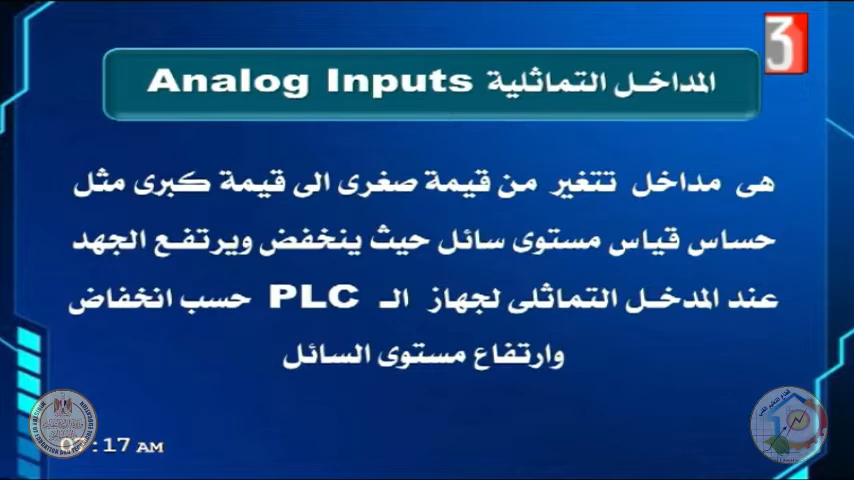 3
المداخل التماثلية Analog Inputs
هى مداخل تتغير من قيمة صغرى الى قيمة كبرى مثل
حساس قياس مستوى سائل حيث ينخفض ويرتفع الجهد
عند المدخل التماثلى لجهاز الـ PLC حسب انخفاض
وارتفاع مستوى السائل
:17 AM